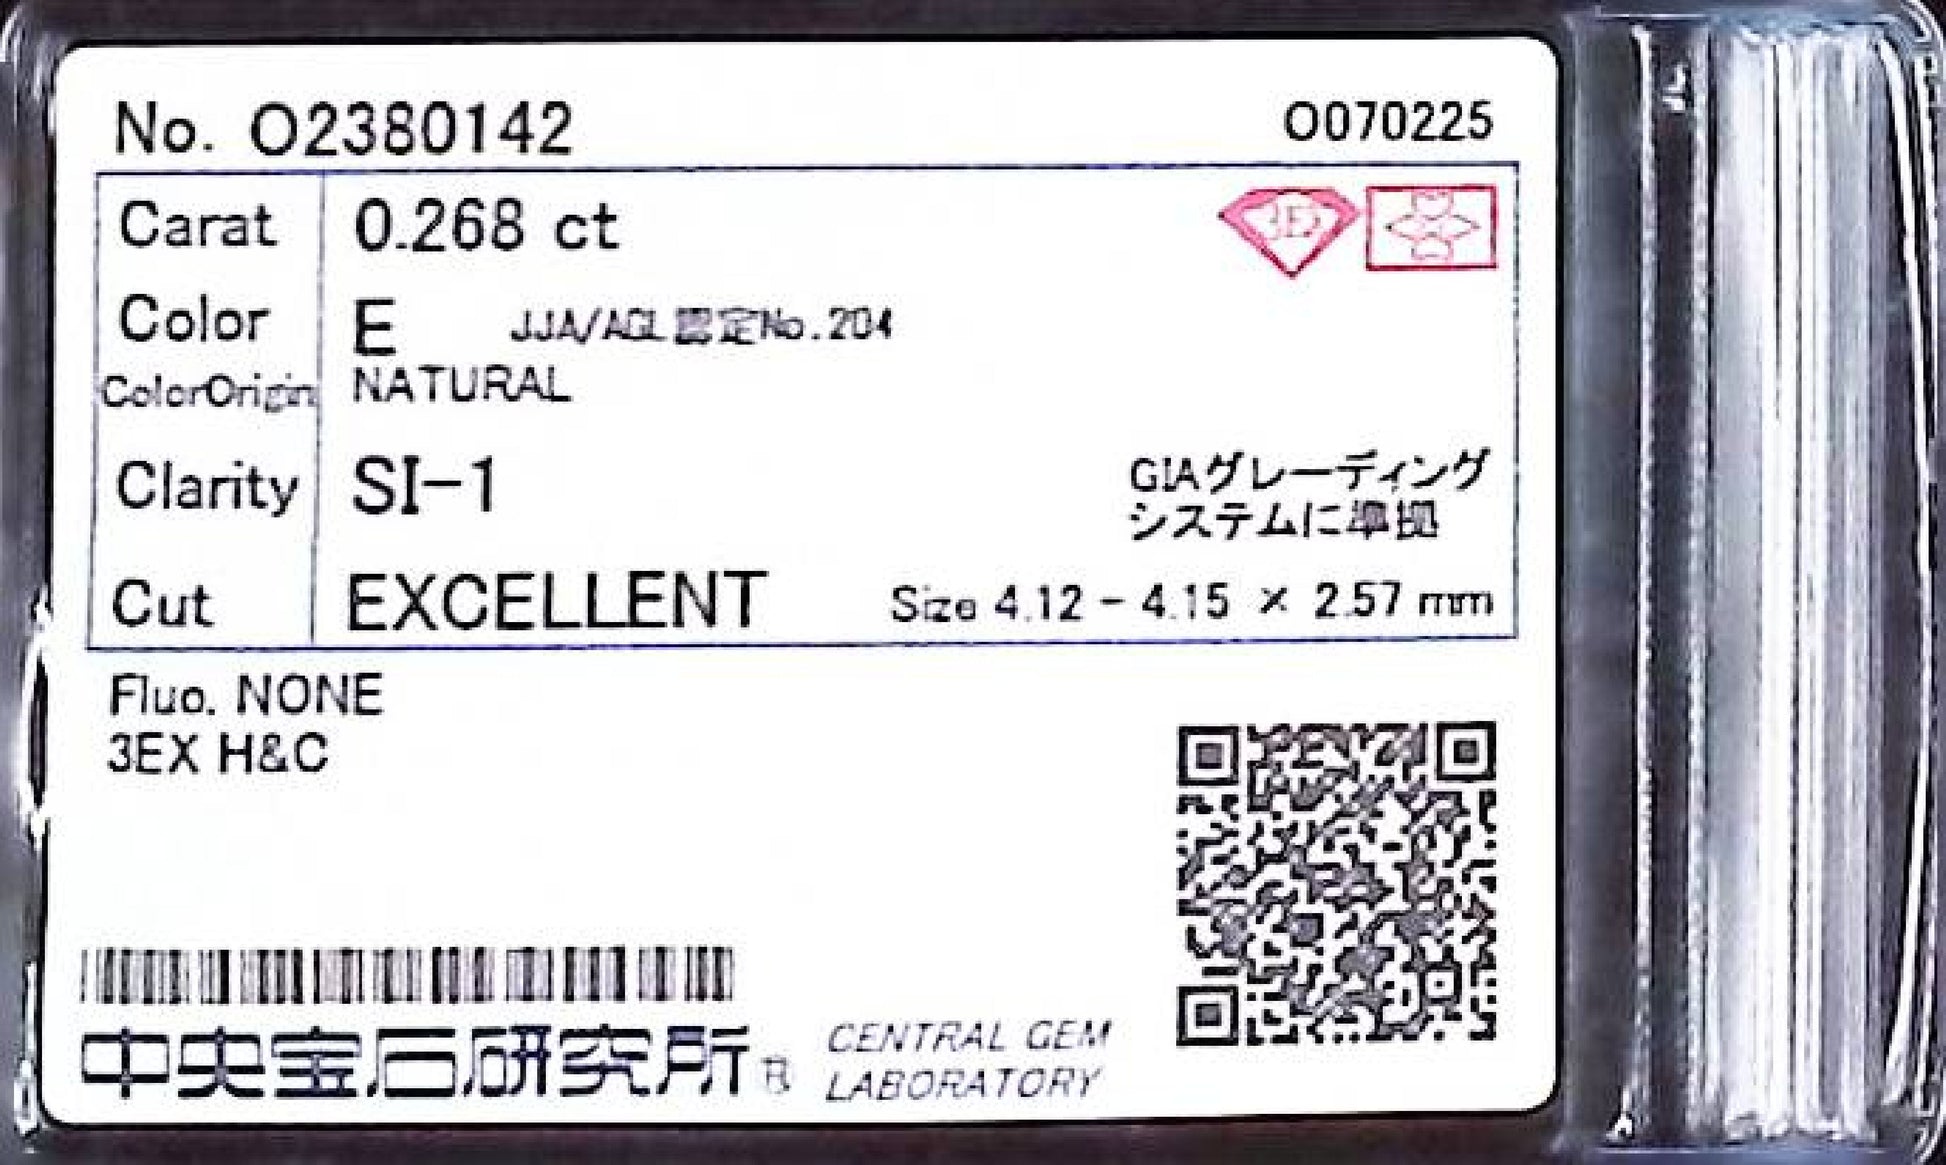 No. O2380142
O070225
Carat 0.268 ct
3EX
Color E JJA/AGL認定No.204
ColorOrigin NATURAL
Clarity SI-1
GIAグレーディング
システムに準拠
Cut EXCELLENT Size 4.12 - 4.15 × 2.57 mm
Fluo. NONE
3EX H&C
中央宝石研究所®
CENTRAL GEM
LABORATORY